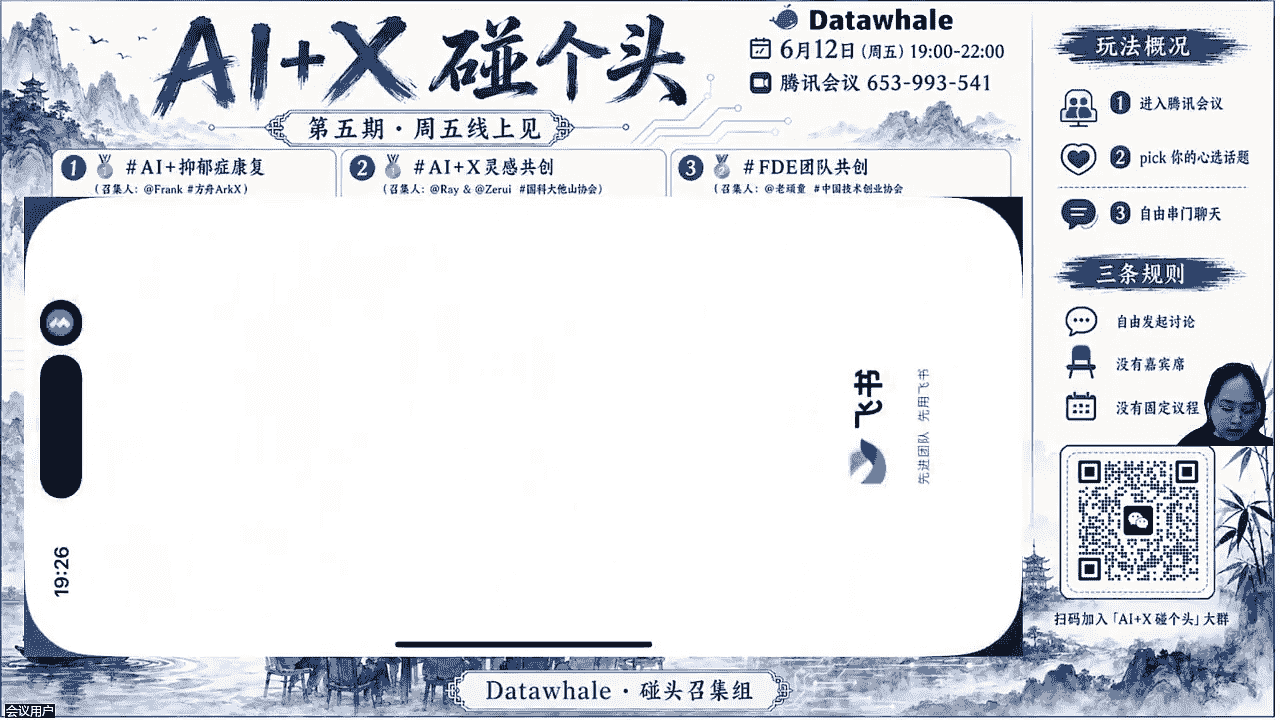 AI+X 碰个头
第五期·周五线上见
Datawhale
6月12日(周五) 19:00-22:00
腾讯会议 653-993-541
1 #AI+抑郁症康复
(召集人: @Frank #方舟ArkX)
2 #AI+X灵感共创
(召集人: @Ray & @Zerui #国科大他山协会)
3 #FDE团队共创
(召集人: @老顽童 #中国技术创业协会
19:26
飞书
先进团队 先用飞书
玩法概况
1 进入腾讯会议
2 pick 你的心选话题
3 自由串门聊天
三条规则
自由发起讨论
没有嘉宾席
没有固定议程
扫码加入「AI+X碰个头」大群
Datawhale · 碰头召集组
会议用户